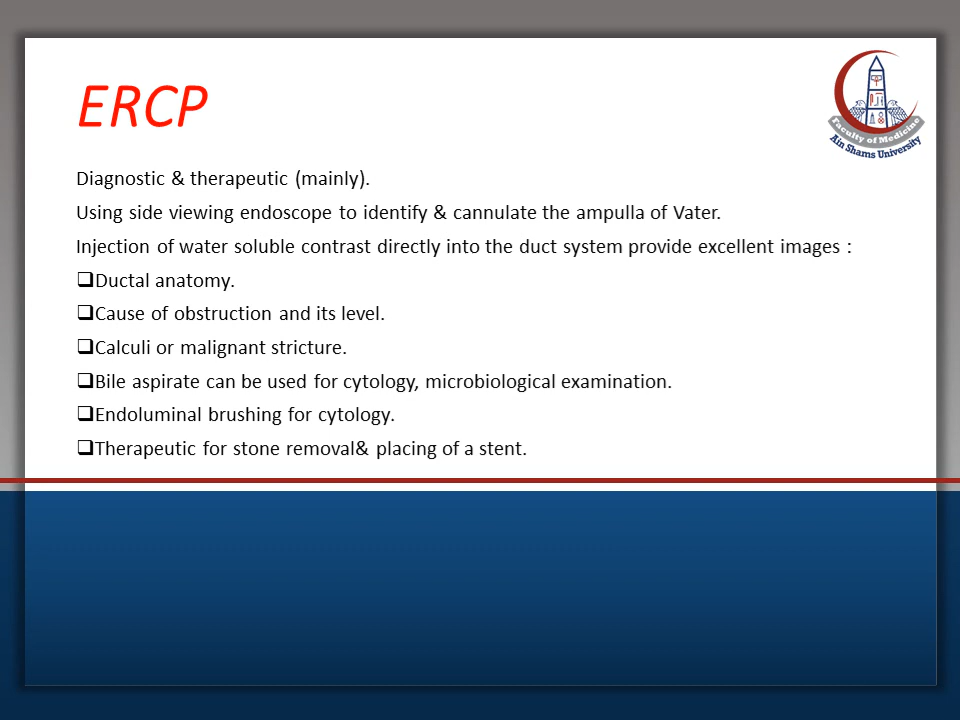 ERCP
Faculty of Medicine
Ain Shams University
Diagnostic & therapeutic (mainly).
Using side viewing endoscope to identify & cannulate the ampulla of Vater.
Injection of water soluble contrast directly into the duct system provide excellent images :
❑Ductal anatomy.
❑Cause of obstruction and its level.
❑Calculi or malignant stricture.
❑Bile aspirate can be used for cytology, microbiological examination.
❑Endoluminal brushing for cytology.
❑Therapeutic for stone removal& placing of a stent.